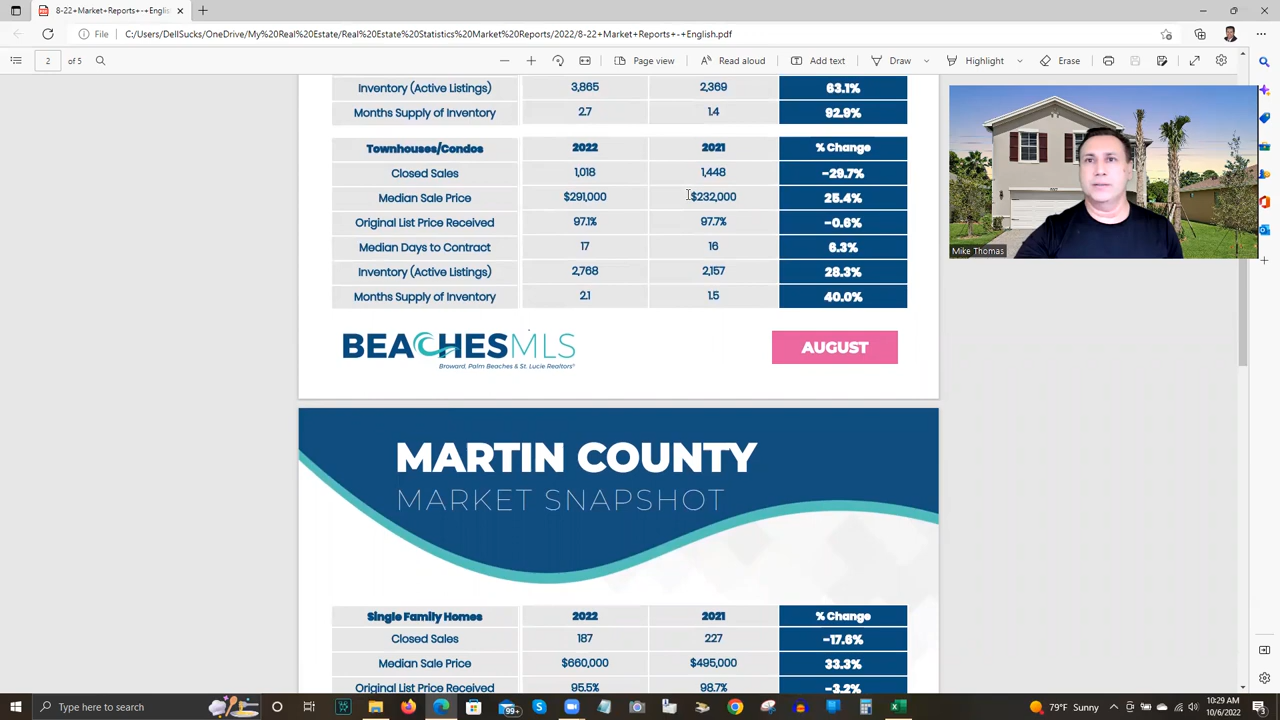 8-22+Market+Reports+-+English.pdf
File
C:/Users/DellSucks/OneDrive/My%20Real%20Estate/Real%20Estate%20Statistics%20Market%20Reports/2022/8-22+Market+Reports+-+English.pdf
2 of 5
Page view
Read aloud
Add text
Draw
Highlight
Erase
Inventory (Active Listings) 3,865 2,369 63.1%
Months Supply of Inventory 2.7 1.4 92.9%
Townhouses/Condos 2022 2021 % Change
Closed Sales 1,018 1,448 -29.7%
Median Sale Price $291,000 $232,000 25.4%
Original List Price Received 97.1% 97.7% -0.6%
Median Days to Contract 17 16 6.3%
Inventory (Active Listings) 2,768 2,157 28.3%
Months Supply of Inventory 2.1 1.5 40.0%
BEACHESMLS
Broward, Palm Beaches & St. Lucie Realtors®
AUGUST
MARTIN COUNTY
MARKET SNAPSHOT
Single Family Homes 2022 2021 % Change
Closed Sales 187 227 -17.6%
Median Sale Price $660,000 $495,000 33.3%
Original List Price Received 95.5% 98.7% -3.2%
Mike Thomas
Type here to search
99+
79°F Sunny
10:29 AM
10/6/2022